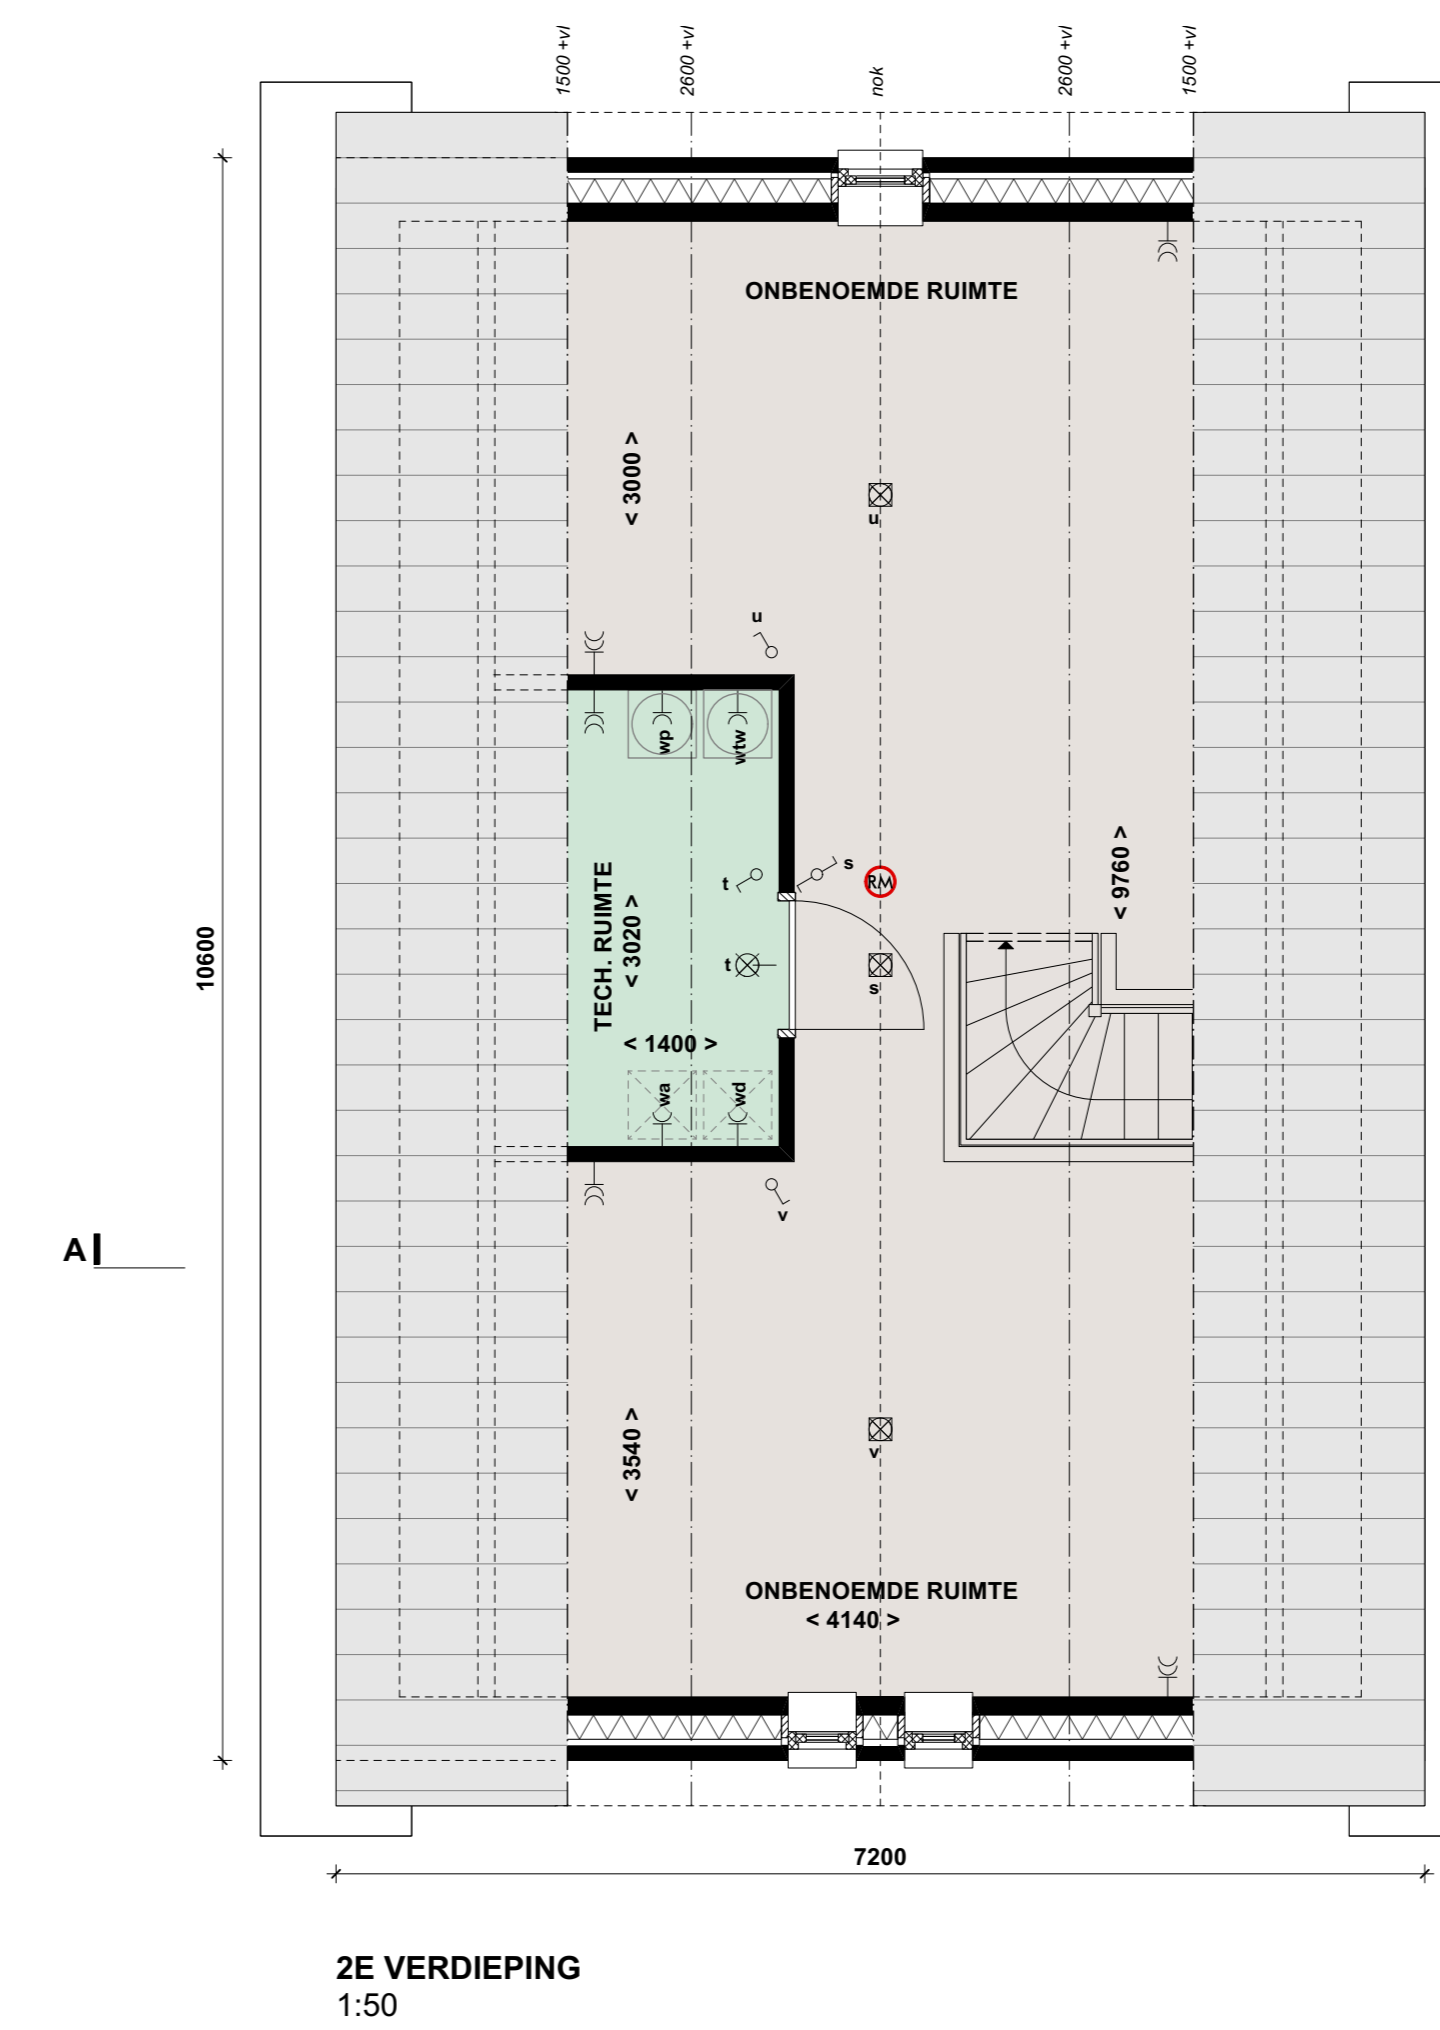 1500 +vl
2600 +vl
nok
2600 +vl
1500 +vl
ONBENOEMDE RUIMTE
< 3000 >
u
u
wp
wtw
TECH. RUIMTE
< 3020 >
t
s
RM
< 9760 >
t
s
< 1400 >
10600
wa
wd
v
A
< 3540 >
v
ONBENOEMDE RUIMTE
< 4140 >
7200
2E VERDIEPING
1:50